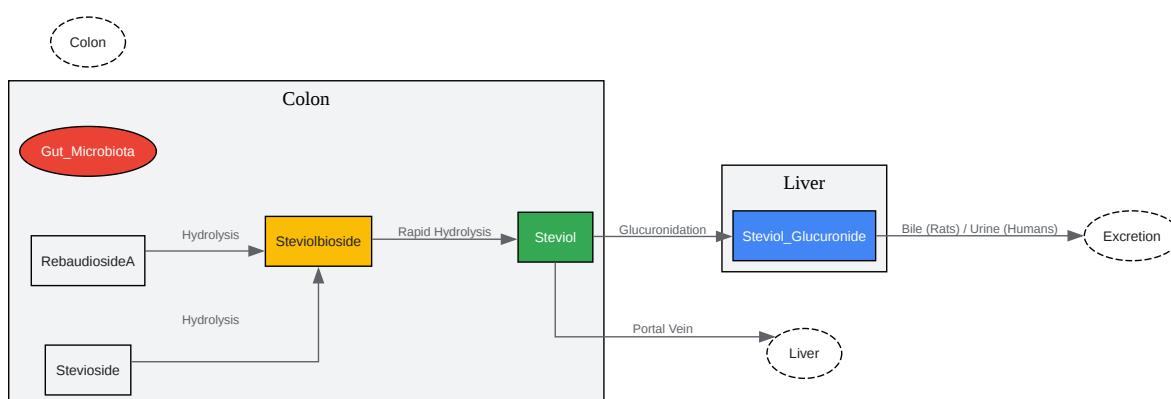 Colon
Colon
Gut_Microbiota
Liver
RebaudiosideA
Hydrolysis
Steviolbioside
Rapid Hydrolysis
Steviol
Glucuronidation
Steviol_Glucuronide
Bile (Rats) / Urine (Humans)
Excretion
Hydrolysis
Stevioside
Portal Vein
Liver